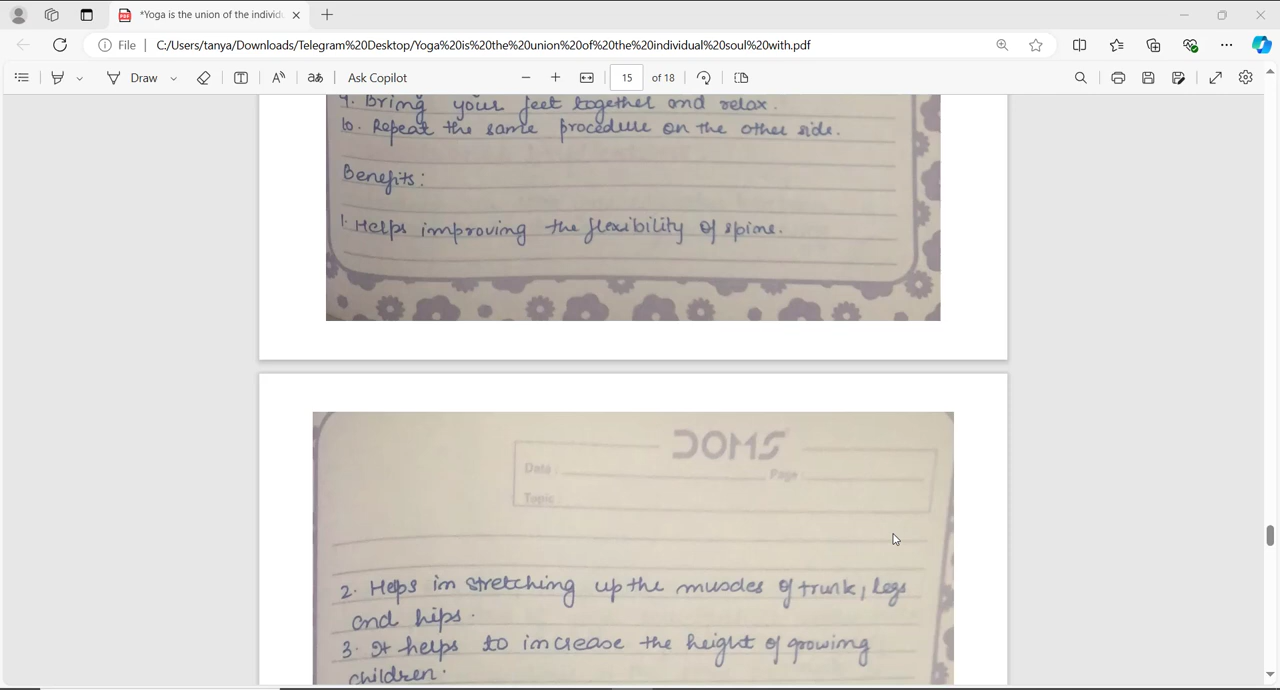 *Yoga is the union of the individu
File
C:/Users/tanya/Downloads/Telegram%20Desktop/Yoga%20is%20the%20union%20of%20the%20individual%20soul%20with.pdf
Draw
Ask Copilot
15 of 18
9. Bring your feet together and relax.
10. Repeat the same procedure on the other side.
Benefits:
1. Helps improving the flexibility of spine.
DOMS
Date : Page :
Topic
2. Helps in stretching up the muscles of trunk, legs
and hips.
3. It helps to increase the height of growing
children.